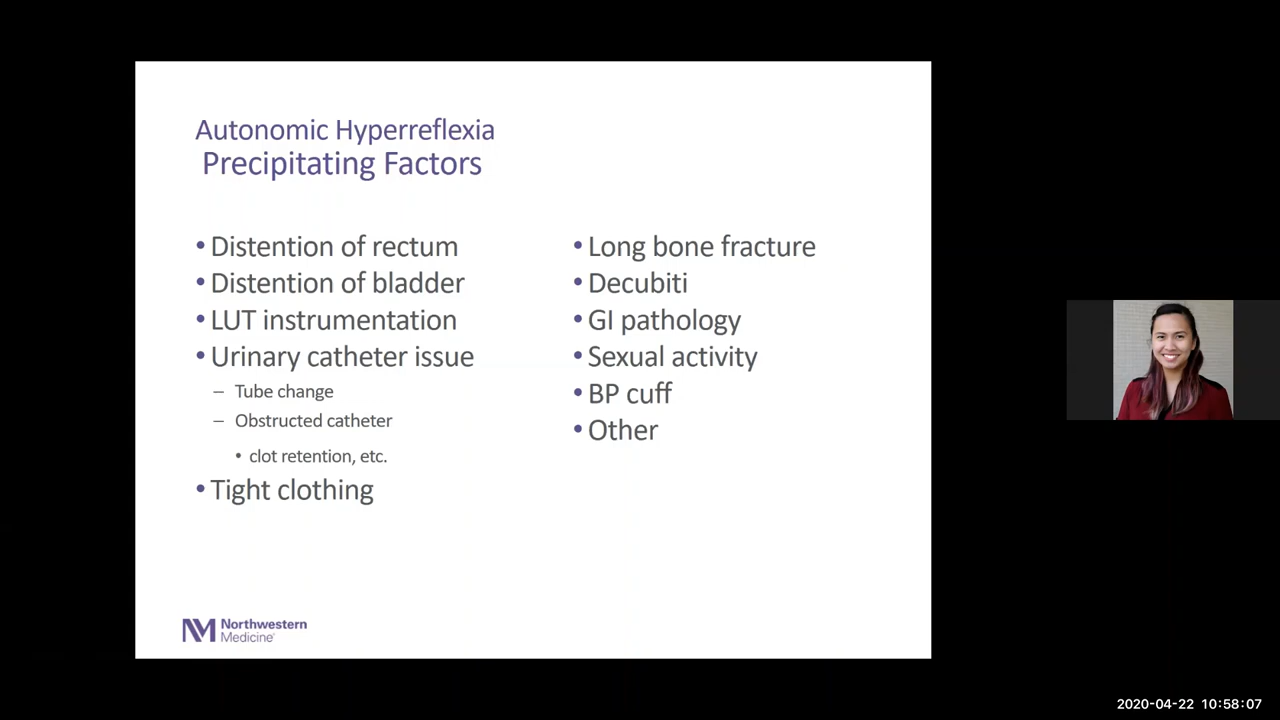 Autonomic Hyperreflexia
Precipitating Factors
• Distention of rectum
• Distention of bladder
• LUT instrumentation
• Urinary catheter issue
– Tube change
– Obstructed catheter
• clot retention, etc.
• Tight clothing
• Long bone fracture
• Decubiti
• GI pathology
• Sexual activity
• BP cuff
• Other
NM Northwestern
Medicine®
2020-04-22 10:58:07